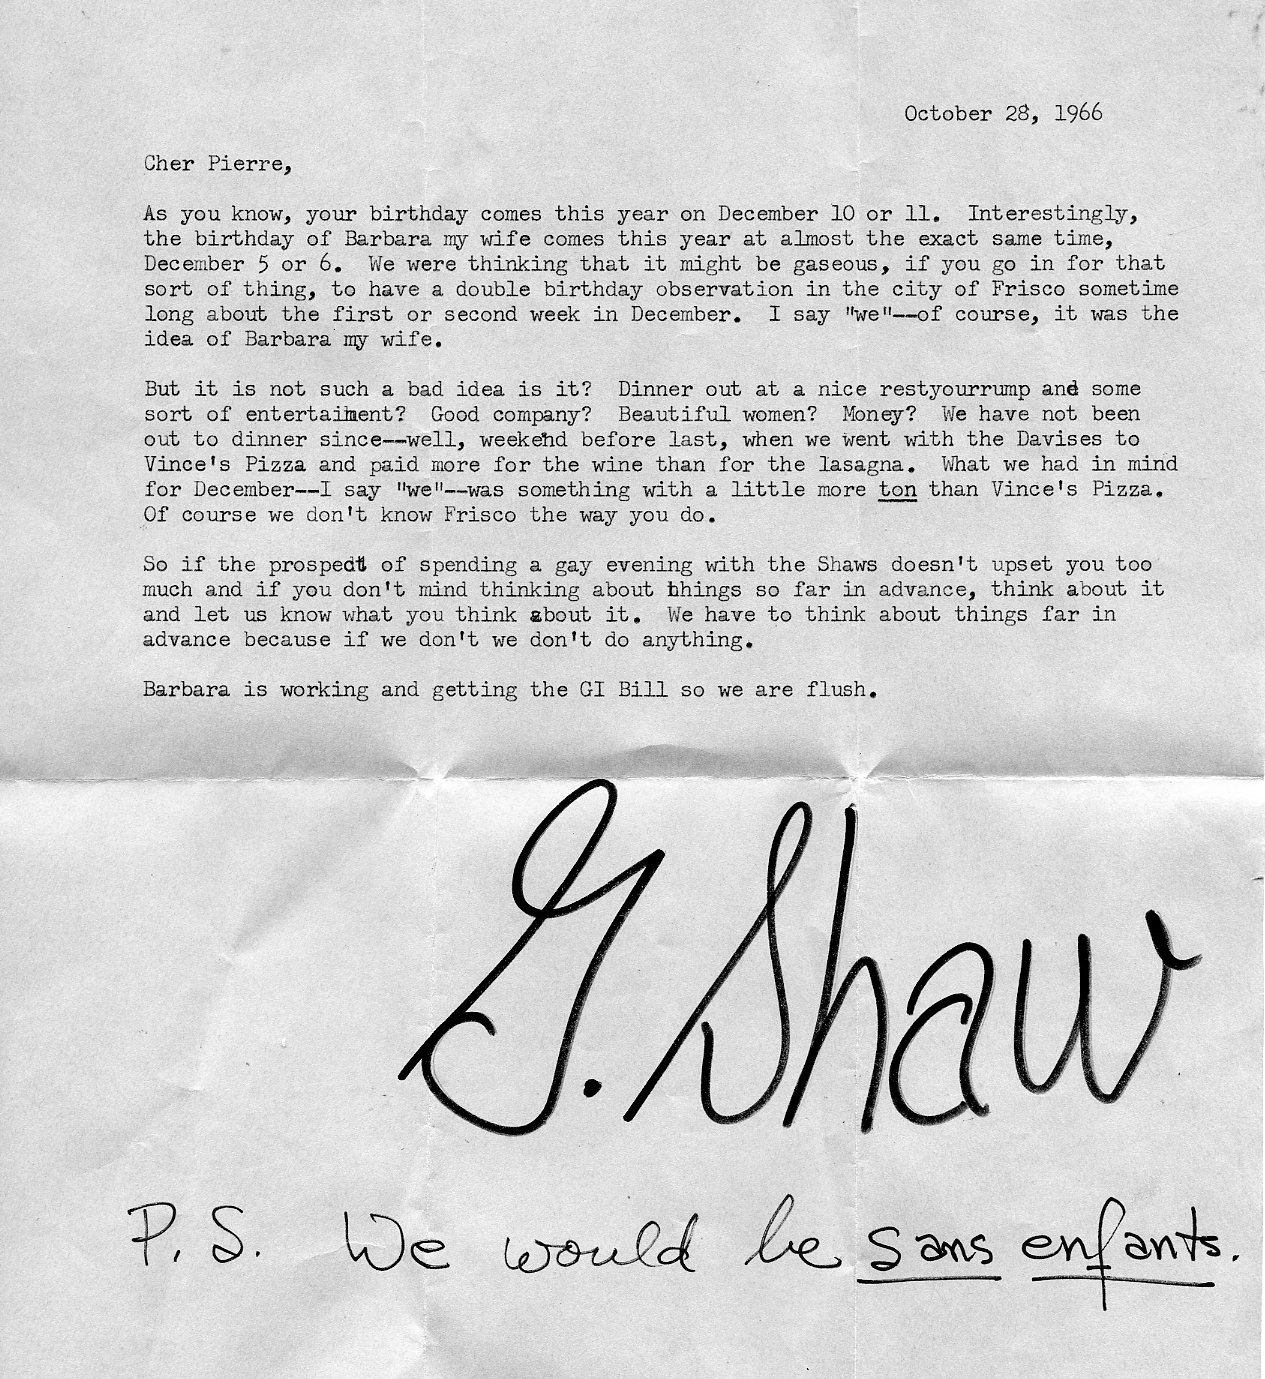 October 28, 1966
Cher Pierre,
As you know, your birthday comes this year on December 10 or 11. Interestingly,
the birthday of Barbara my wife comes this year at almost the exact same time,
December 5 or 6. We were thinking that it might be gaseous, if you go in for that
sort of thing, to have a double birthday observation in the city of Frisco sometime
long about the first or second week in December. I say "we"--of course, it was the
idea of Barbara my wife.
But it is not such a bad idea is it? Dinner out at a nice restyourrump and some
sort of entertaiment? Good company? Beautiful women? Money? We have not been
out to dinner since--well, weekend before last, when we went with the Davises to
Vince's Pizza and paid more for the wine than for the lasagna. What we had in mind
for December--I say "we"--was something with a little more ton than Vince's Pizza.
Of course we don't know Frisco the way you do.
So if the prospect of spending a gay evening with the Shaws doesn't upset you too
much and if you don't mind thinking about things so far in advance, think about it
and let us know what you think about it. We have to think about things far in
advance because if we don't we don't do anything.
Barbara is working and getting the GI Bill so we are flush.
G. Shaw
P.S. We would be sans enfants.